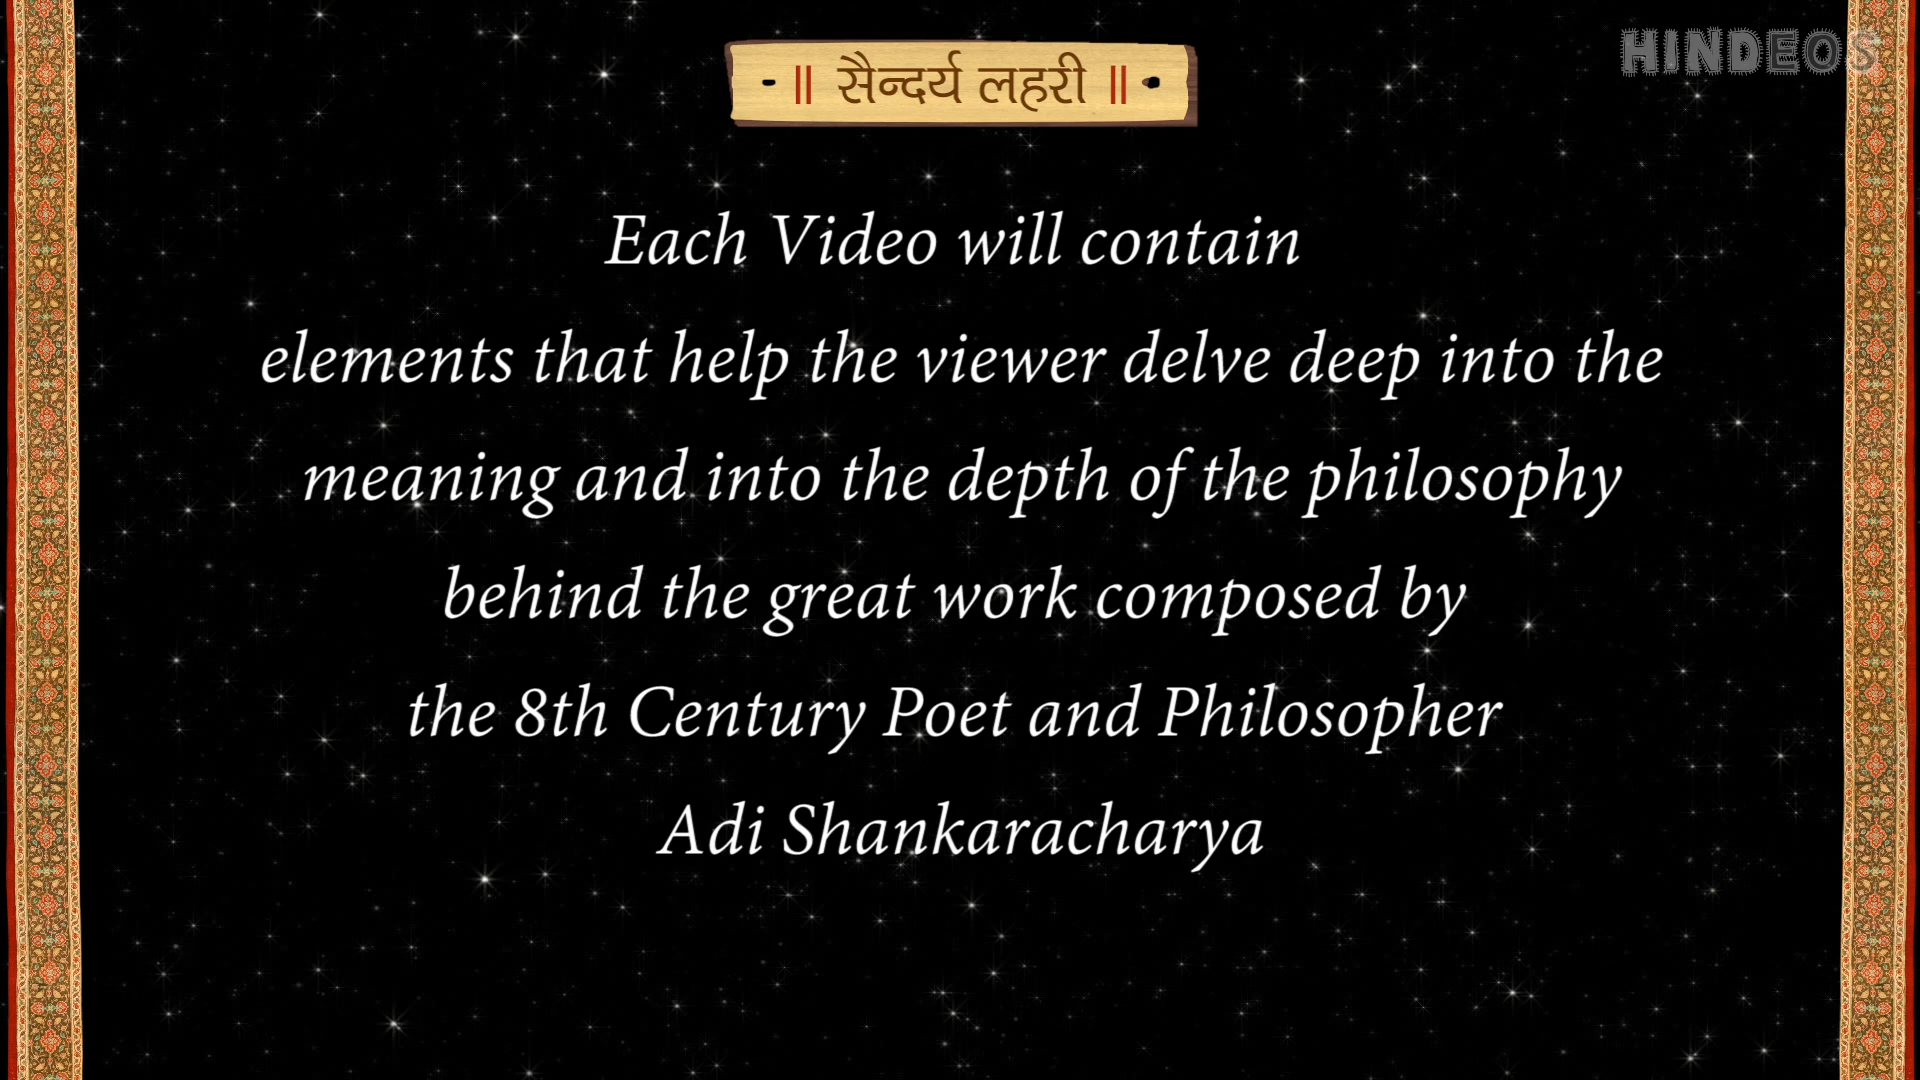 ॥ सैन्दर्य लहरी ॥
HINDEOS
Each Video will contain
elements that help the viewer delve deep into the
meaning and into the depth of the philosophy
behind the great work composed by
the 8th Century Poet and Philosopher
Adi Shankaracharya